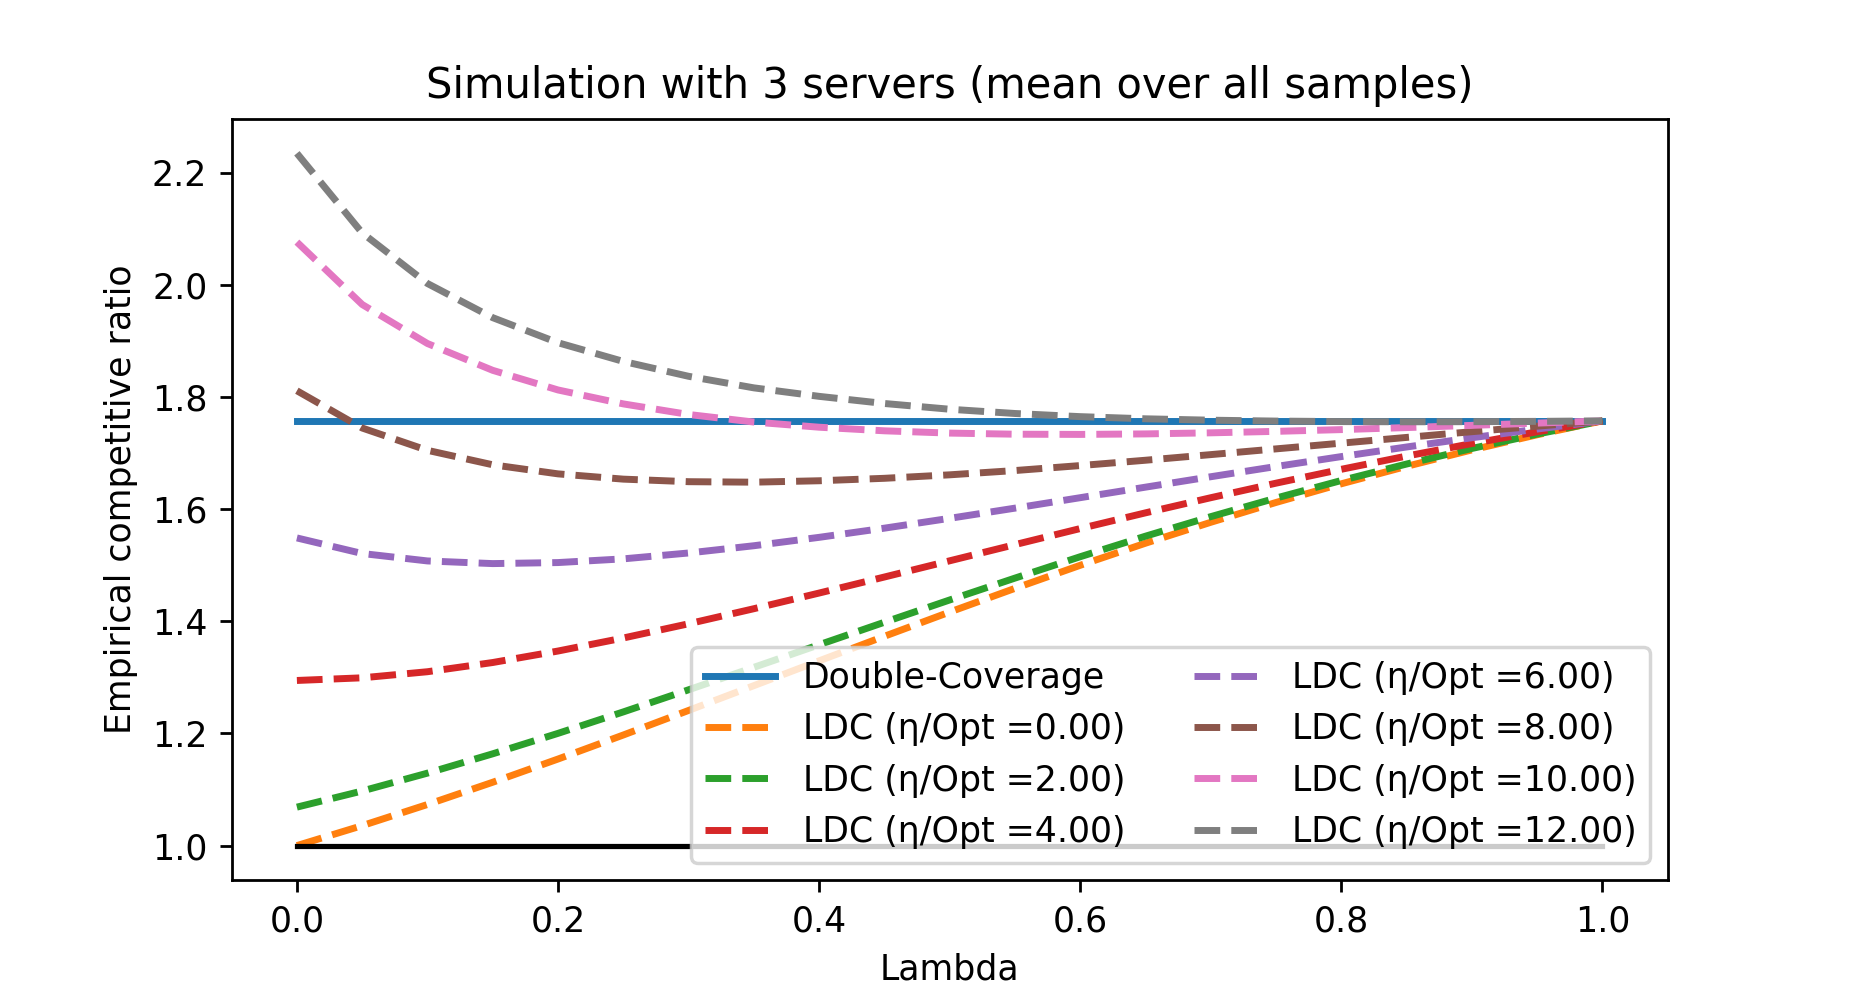 Simulation with 3 servers (mean over all samples)
Empirical competitive ratio
2.2
2.0
1.8
1.6
1.4
1.2
1.0
Double-Coverage
LDC (η/Opt =0.00)
LDC (η/Opt =2.00)
LDC (η/Opt =4.00)
LDC (η/Opt =6.00)
LDC (η/Opt =8.00)
LDC (η/Opt =10.00)
LDC (η/Opt =12.00)
0.0 0.2 0.4 0.6 0.8 1.0
Lambda